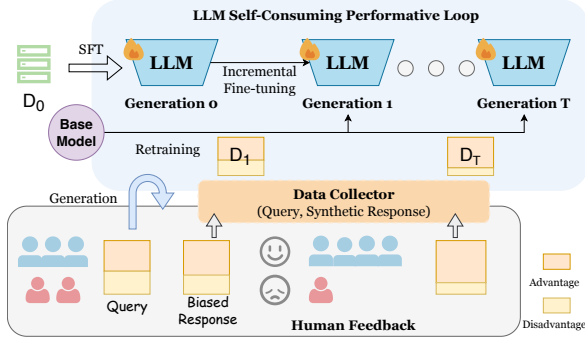 LLM Self-Consuming Performative Loop
SFT
LLM
LLM
LLM
D0
Incremental
Fine-tuning
Generation 0
Generation 1
Generation T
Base
Model
Retraining
D1
DT
Generation
Data Collector
(Query, Synthetic Response)
Query
Biased
Response
Human Feedback
Advantage
Disadvantage